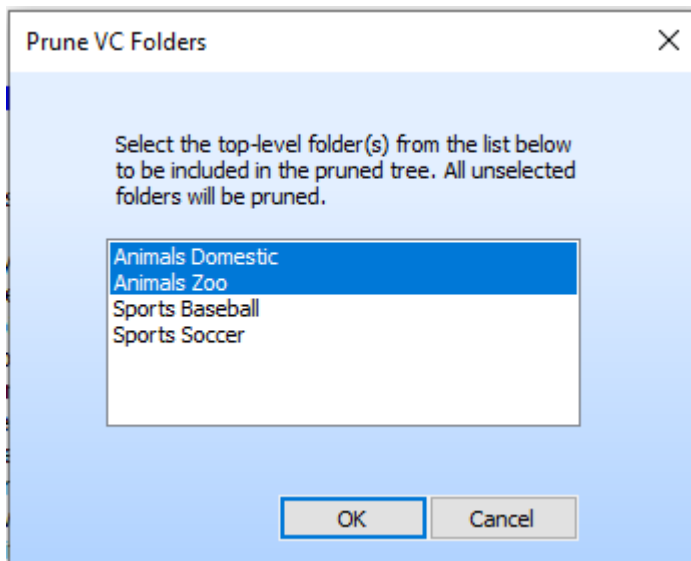 Prune VC Folders
Select the top-level folder(s) from the list below
to be included in the pruned tree. All unselected
folders will be pruned.
Animals Domestic
Animals Zoo
Sports Baseball
Sports Soccer
OK
Cancel